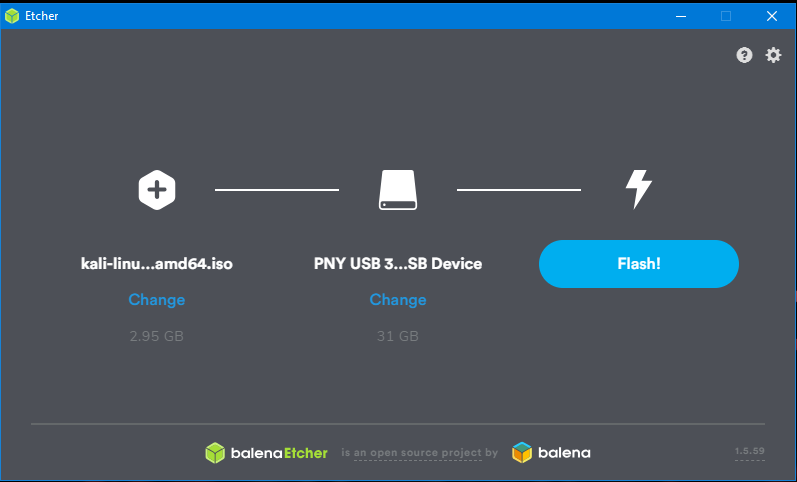 Etcher
kali-linu...amd64.iso
PNY USB 3...SB Device
Flash!
Change
Change
2.95 GB
31 GB
balenaEtcher is an open source project by balena
1.5.59